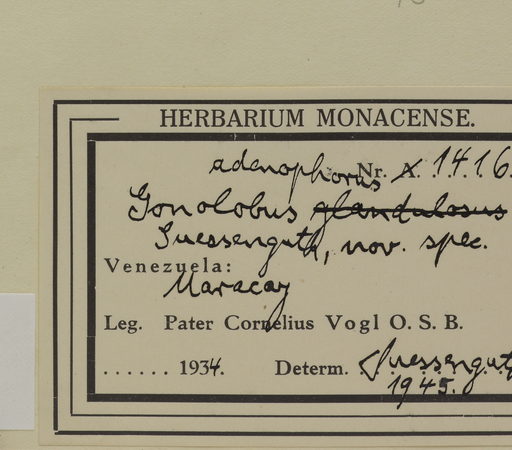 HERBARIUM MONACENSE.
adenophorus Nr. A. 1416.
Gonolobus glandulosus
Suessenguth, nov. spec.
Venezuela:
Maracay
Leg. Pater Cornelius Vogl O. S. B.
...... 1934. Determ. Suessenguth
1945.